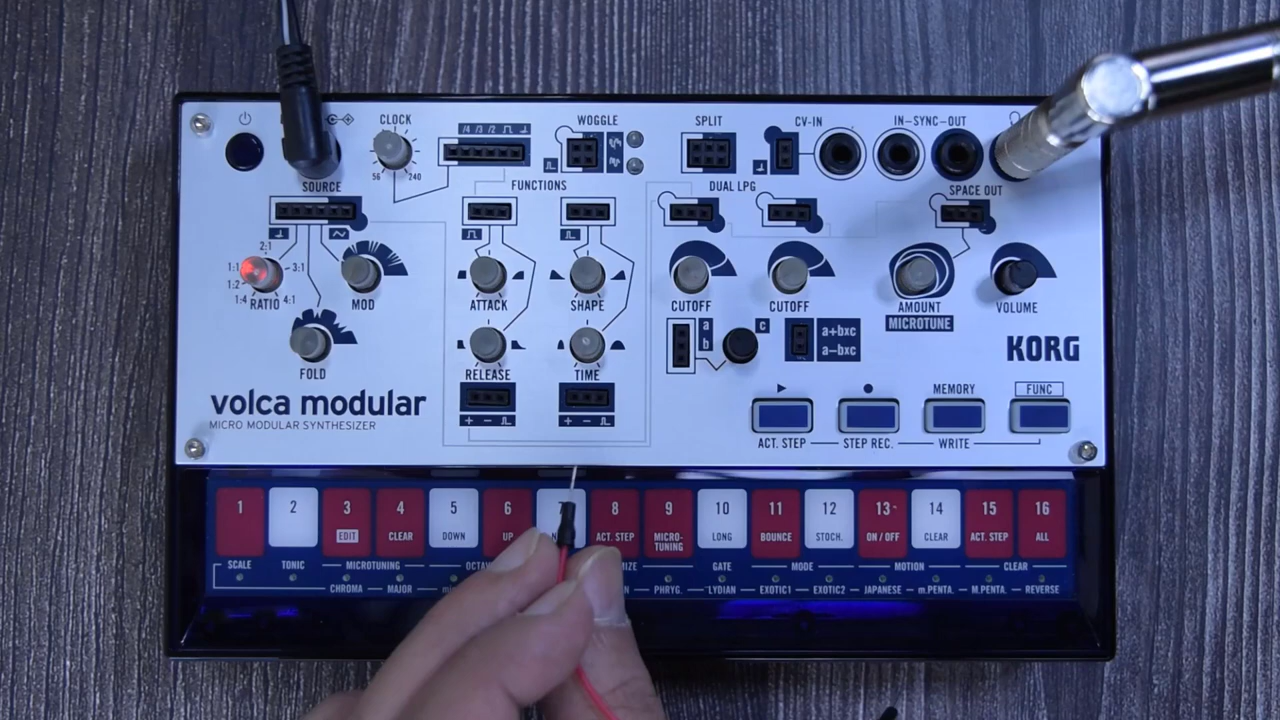 CLOCK
56 240
/4 /3 /2
WOGGLE
SPLIT
CV-IN
IN-SYNC-OUT
SOURCE
FUNCTIONS
DUAL LPG
SPACE OUT
2:1
1:1 3:1
1:2
1:4 4:1
RATIO
MOD
ATTACK
SHAPE
CUTOFF
CUTOFF
AMOUNT
MICROTUNE
VOLUME
a
b
c
a+bxc
a-bxc
KORG
FOLD
RELEASE
TIME
+ -
+ -
volca modular
MICRO MODULAR SYNTHESIZER
MEMORY
FUNC
ACT. STEP
STEP REC.
WRITE
1 2 3 4 5 6 7 8 9 10 11 12 13 14 15 16
EDIT CLEAR DOWN UP ACT. STEP MICRO-TUNING LONG BOUNCE STOCH. ON / OFF CLEAR ACT. STEP ALL
SCALE TONIC MICROTUNING GATE MODE MOTION CLEAR
CHROMA MAJOR PHRYG. LYDIAN EXOTIC1 EXOTIC2 JAPANESE m.PENTA. M.PENTA. REVERSE